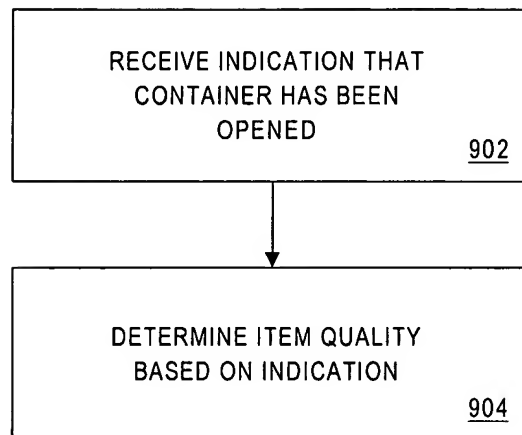 RECEIVE INDICATION THAT
CONTAINER HAS BEEN
OPENED
902
DETERMINE ITEM QUALITY
BASED ON INDICATION
904